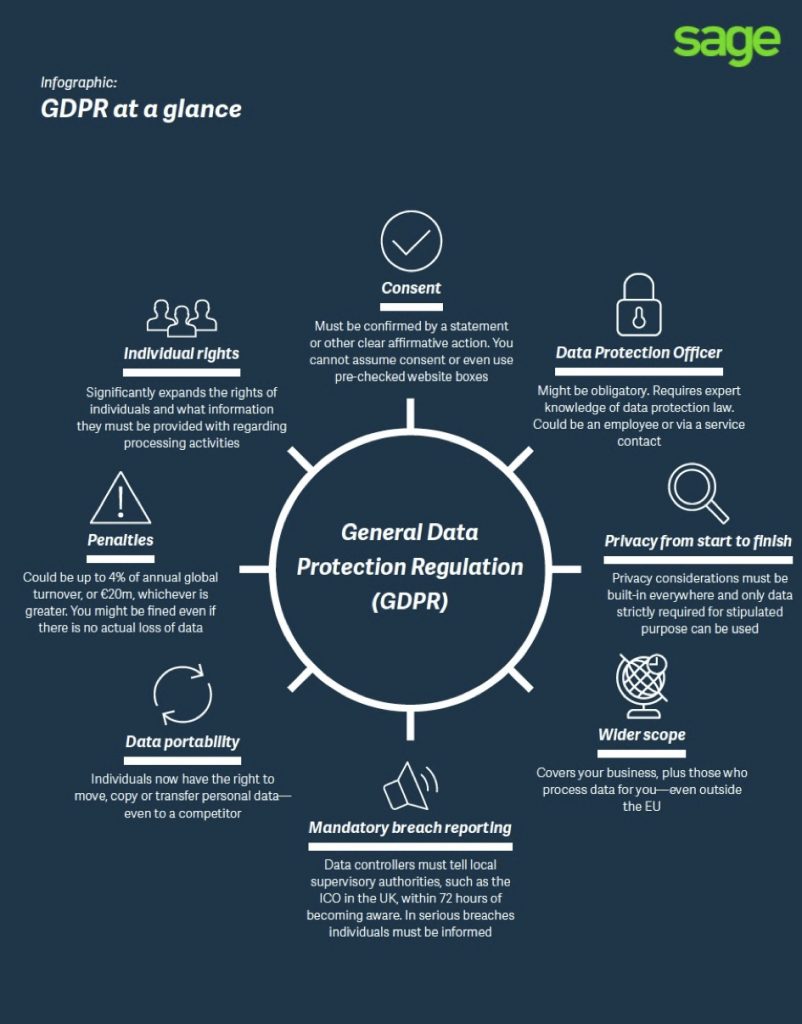 sage
Infographic:
GDPR at a glance
Consent
Must be confirmed by a statement
or other clear affirmative action. You
cannot assume consent or even use
pre-checked website boxes
Individual rights
Significantly expands the rights of
individuals and what information
they must be provided with regarding
processing activities
Data Protection Officer
Might be obligatory. Requires expert
knowledge of data protection law.
Could be an employee or via a service
contact
Penalties
Could be up to 4% of annual global
turnover, or €20m, whichever is
greater. You might be fined even if
there is no actual loss of data
General Data
Protection Regulation
(GDPR)
Privacy from start to finish
Privacy considerations must be
built-in everywhere and only data
strictly required for stipulated
purpose can be used
Data portability
Individuals now have the right to
move, copy or transfer personal data—
even to a competitor
Wider scope
Covers your business, plus those who
process data for you—even outside
the EU
Mandatory breach reporting
Data controllers must tell local
supervisory authorities, such as the
ICO in the UK, within 72 hours of
becoming aware. In serious breaches
individuals must be informed